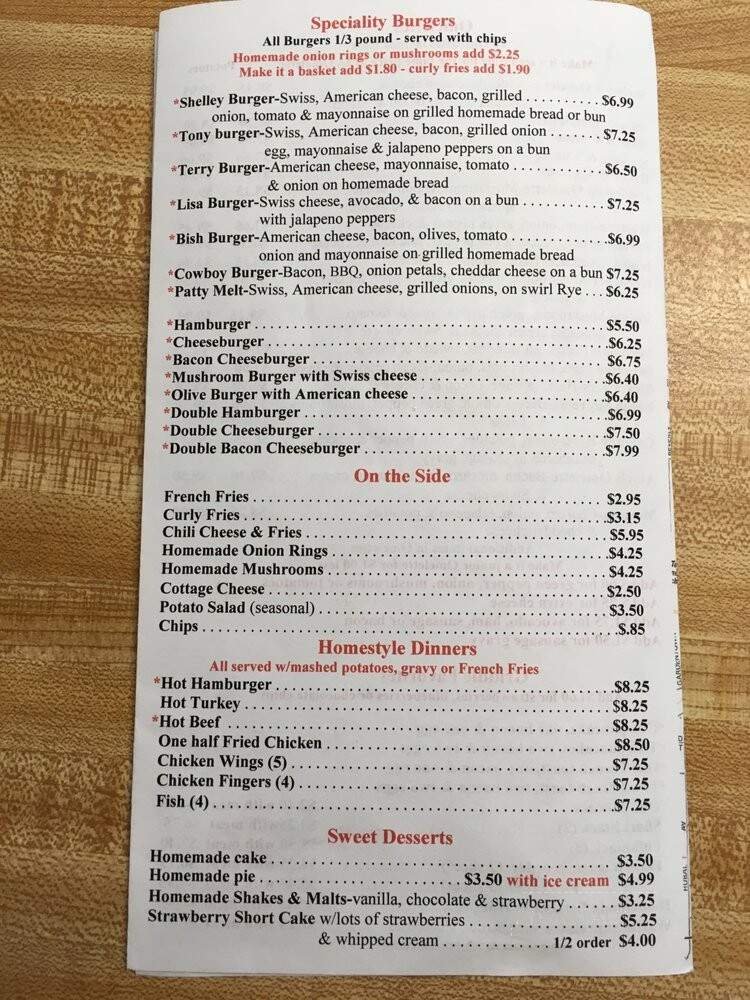 Speciality Burgers
All Burgers 1/3 pound - served with chips
Homemade onion rings or mushrooms add $2.25
Make it a basket add $1.80 - curly fries add $1.90
*Shelley Burger-Swiss, American cheese, bacon, grilled . . . . . . . . . . $6.99
onion, tomato & mayonnaise on grilled homemade bread or bun
*Tony burger-Swiss, American cheese, bacon, grilled onion . . . . . . . $7.25
egg, mayonnaise & jalapeno peppers on a bun
*Terry Burger-American cheese, mayonnaise, tomato . . . . . . . . . . . . $6.50
& onion on homemade bread
*Lisa Burger-Swiss cheese, avocado, & bacon on a bun . . . . . . . . . . . $7.25
with jalapeno peppers
*Bish Burger-American cheese, bacon, olives, tomato . . . . . . . . . . . . .$6.99
onion and mayonnaise on grilled homemade bread
*Cowboy Burger-Bacon, BBQ, onion petals, cheddar cheese on a bun $7.25
*Patty Melt-Swiss, American cheese, grilled onions, on swirl Rye . . . $6.25
*Hamburger . . . . . . . . . . $5.50
*Cheeseburger . . . . . . . . . . $6.25
*Bacon Cheeseburger . . . . . . . . . . $6.75
*Mushroom Burger with Swiss cheese . . . . . . . . . . $6.40
*Olive Burger with American cheese . . . . . . . . . . $6.40
*Double Hamburger . . . . . . . . . . $6.99
*Double Cheeseburger . . . . . . . . . . $7.50
*Double Bacon Cheeseburger . . . . . . . . . . $7.99
On the Side
French Fries . . . . . . . . . . $2.95
Curly Fries . . . . . . . . . . $3.15
Chili Cheese & Fries . . . . . . . . . . $5.95
Homemade Onion Rings . . . . . . . . . . $4.25
Homemade Mushrooms . . . . . . . . . . $4.25
Cottage Cheese . . . . . . . . . . $2.50
Potato Salad (seasonal) . . . . . . . . . . $3.50
Chips . . . . . . . . . . $.85
Homestyle Dinners
All served w/mashed potatoes, gravy or French Fries
*Hot Hamburger . . . . . . . . . . $8.25
Hot Turkey . . . . . . . . . . $8.25
*Hot Beef . . . . . . . . . . $8.25
One half Fried Chicken . . . . . . . . . . $8.50
Chicken Wings (5) . . . . . . . . . . $7.25
Chicken Fingers (4) . . . . . . . . . . $7.25
Fish (4) . . . . . . . . . . $7.25
Sweet Desserts
Homemade cake . . . . . . . . . . $3.50
Homemade pie . . . . . . . . . . $3.50 with ice cream $4.99
Homemade Shakes & Malts-vanilla, chocolate & strawberry . . . . . . $3.25
Strawberry Short Cake w/lots of strawberries . . . . . . . . . . $5.25
& whipped cream . . . . . . . . . . 1/2 order $4.00